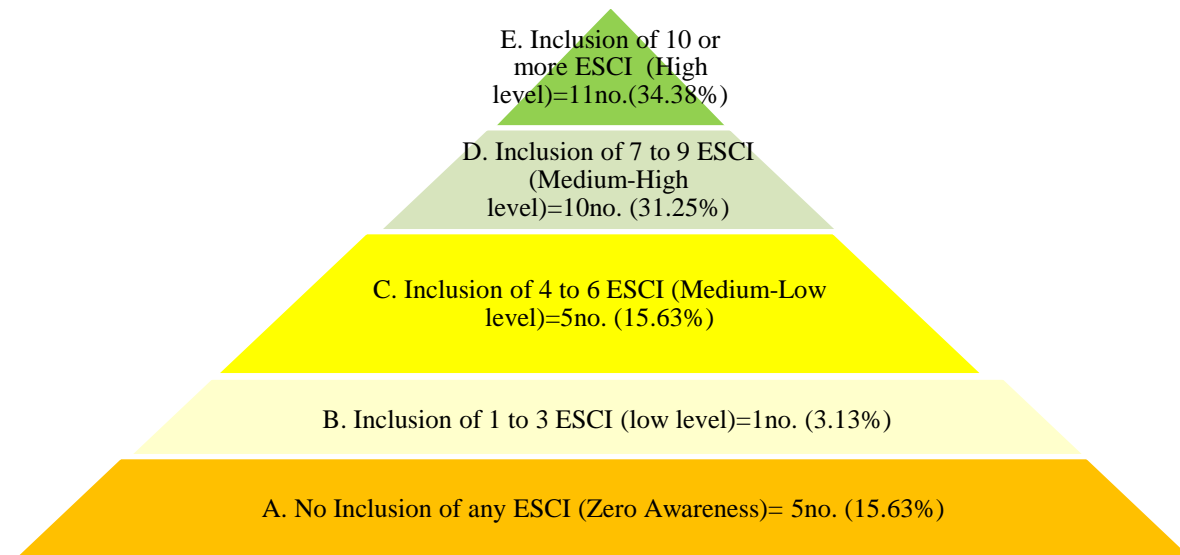 E. Inclusion of 10 or
more ESCI (High
level)=11no.(34.38%)
D. Inclusion of 7 to 9 ESCI
(Medium-High
level)=10no. (31.25%)
C. Inclusion of 4 to 6 ESCI (Medium-Low
level)=5no. (15.63%)
B. Inclusion of 1 to 3 ESCI (low level)=1no. (3.13%)
A. No Inclusion of any ESCI (Zero Awareness)= 5no. (15.63%)